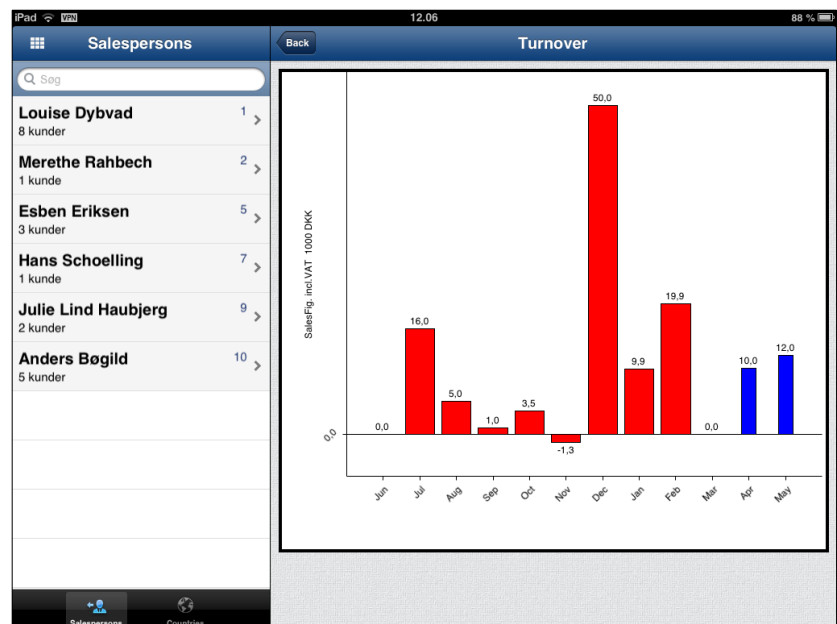 iPad VPN 12.06 88 %
Salespersons
Back
Turnover
Søg
Louise Dybvad 1
8 kunder
Merethe Rahbech 2
1 kunde
Esben Eriksen 5
3 kunder
Hans Schoelling 7
1 kunde
Julie Lind Haubjerg 9
2 kunder
Anders Bøgild 10
5 kunder
Salespersons
Countries
SalesFig. incl.VAT 1000 DKK
50,0
19,9
16,0
12,0
9,9
10,0
5,0
3,5
1,0
0,0
0,0
0,0
-1,3
Jun Jul Aug Sep Oct Nov Dec Jan Feb Mar Apr May